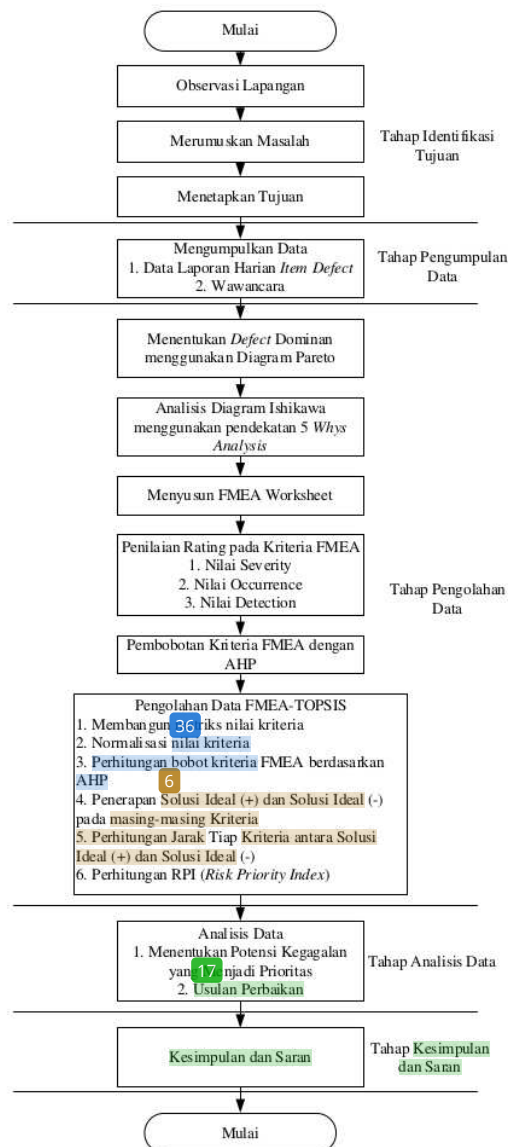 Mulai
Observasi Lapangan
Merumuskan Masalah
Tahap Identifikasi
Tujuan
Menetapkan Tujuan
Mengumpulkan Data
1. Data Laporan Harian Item Defect
2. Wawancara
Tahap Pengumpulan
Data
Menentukan Defect Dominan
menggunakan Diagram Pareto
Analisis Diagram Ishikawa
menggunakan pendekatan 5 Whys
Analysis
Menyusun FMEA Worksheet
Penilaian Rating pada Kriteria FMEA
1. Nilai Severity
2. Nilai Occurrence
3. Nilai Detection
Tahap Pengolahan
Data
Pembobotan Kriteria FMEA dengan
AHP
Pengolahan Data FMEA-TOPSIS
1. Membangun 36 riks nilai kriteria
2. Normalisasi nilai kriteria
3. Perhitungan bobot kriteria FMEA berdasarkan
AHP 6
4. Penerapan Solusi Ideal (+) dan Solusi Ideal (-)
pada masing-masing Kriteria
5. Perhitungan Jarak Tiap Kriteria antara Solusi
Ideal (+) dan Solusi Ideal (-)
6. Perhitungan RPI (Risk Priority Index)
Analisis Data
1. Menentukan Potensi Kegagalan
yang 17 enjadi Prioritas
2. Usulan Perbaikan
Tahap Analisis Data
Kesimpulan dan Saran
Tahap Kesimpulan
dan Saran
Mulai